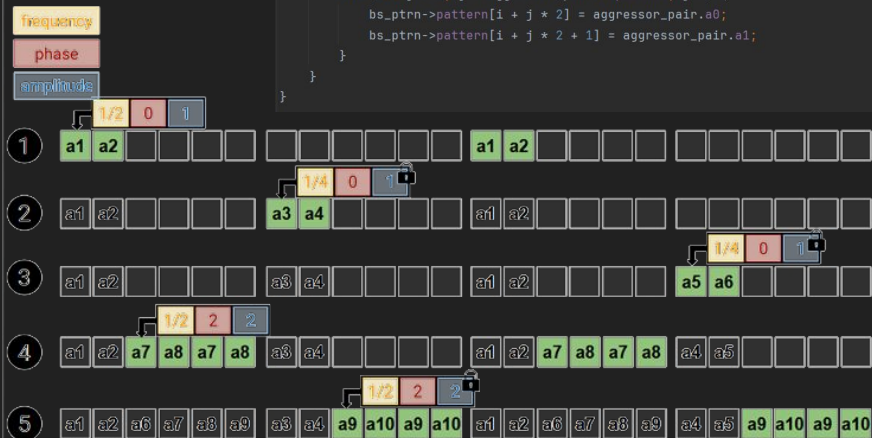 frequency
phase
amplitude
bs_ptrn->pattern[i + j * 2] = aggressor_pair.a0;
bs_ptrn->pattern[i + j * 2 + 1] = aggressor_pair.a1;
}
}
}
1/2 0 1
1 a1 a2 a1 a2
1/4 0 1
2 a1 a2 a3 a4 a1 a2
1/4 0 1
3 a1 a2 a3 a4 a1 a2 a5 a6
1/2 2 2
4 a1 a2 a7 a8 a7 a8 a3 a4 a1 a2 a7 a8 a7 a8 a4 a5
1/2 2 2
5 a1 a2 a6 a7 a8 a9 a3 a4 a9 a10 a9 a10 a1 a2 a6 a7 a8 a9 a4 a5 a9 a10 a9 a10